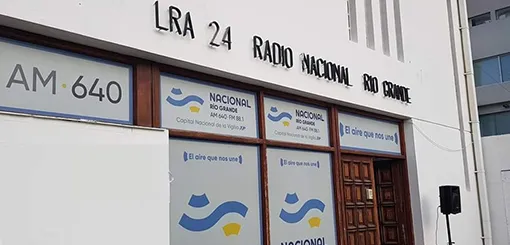 LRA 24 RADIO NACIONAL RIO GRANDE
AM·640
NACIONAL
RÍO GRANDE
AM 640·FM 88.1
Capital Nacional de la Vigilia
NACIONAL
RÍO GRANDE
AM 640·FM 88.1
Capital Nacional de la Vigilia
El aire que nos une
El aire que nos une
El aire que nos une
NACIONAL